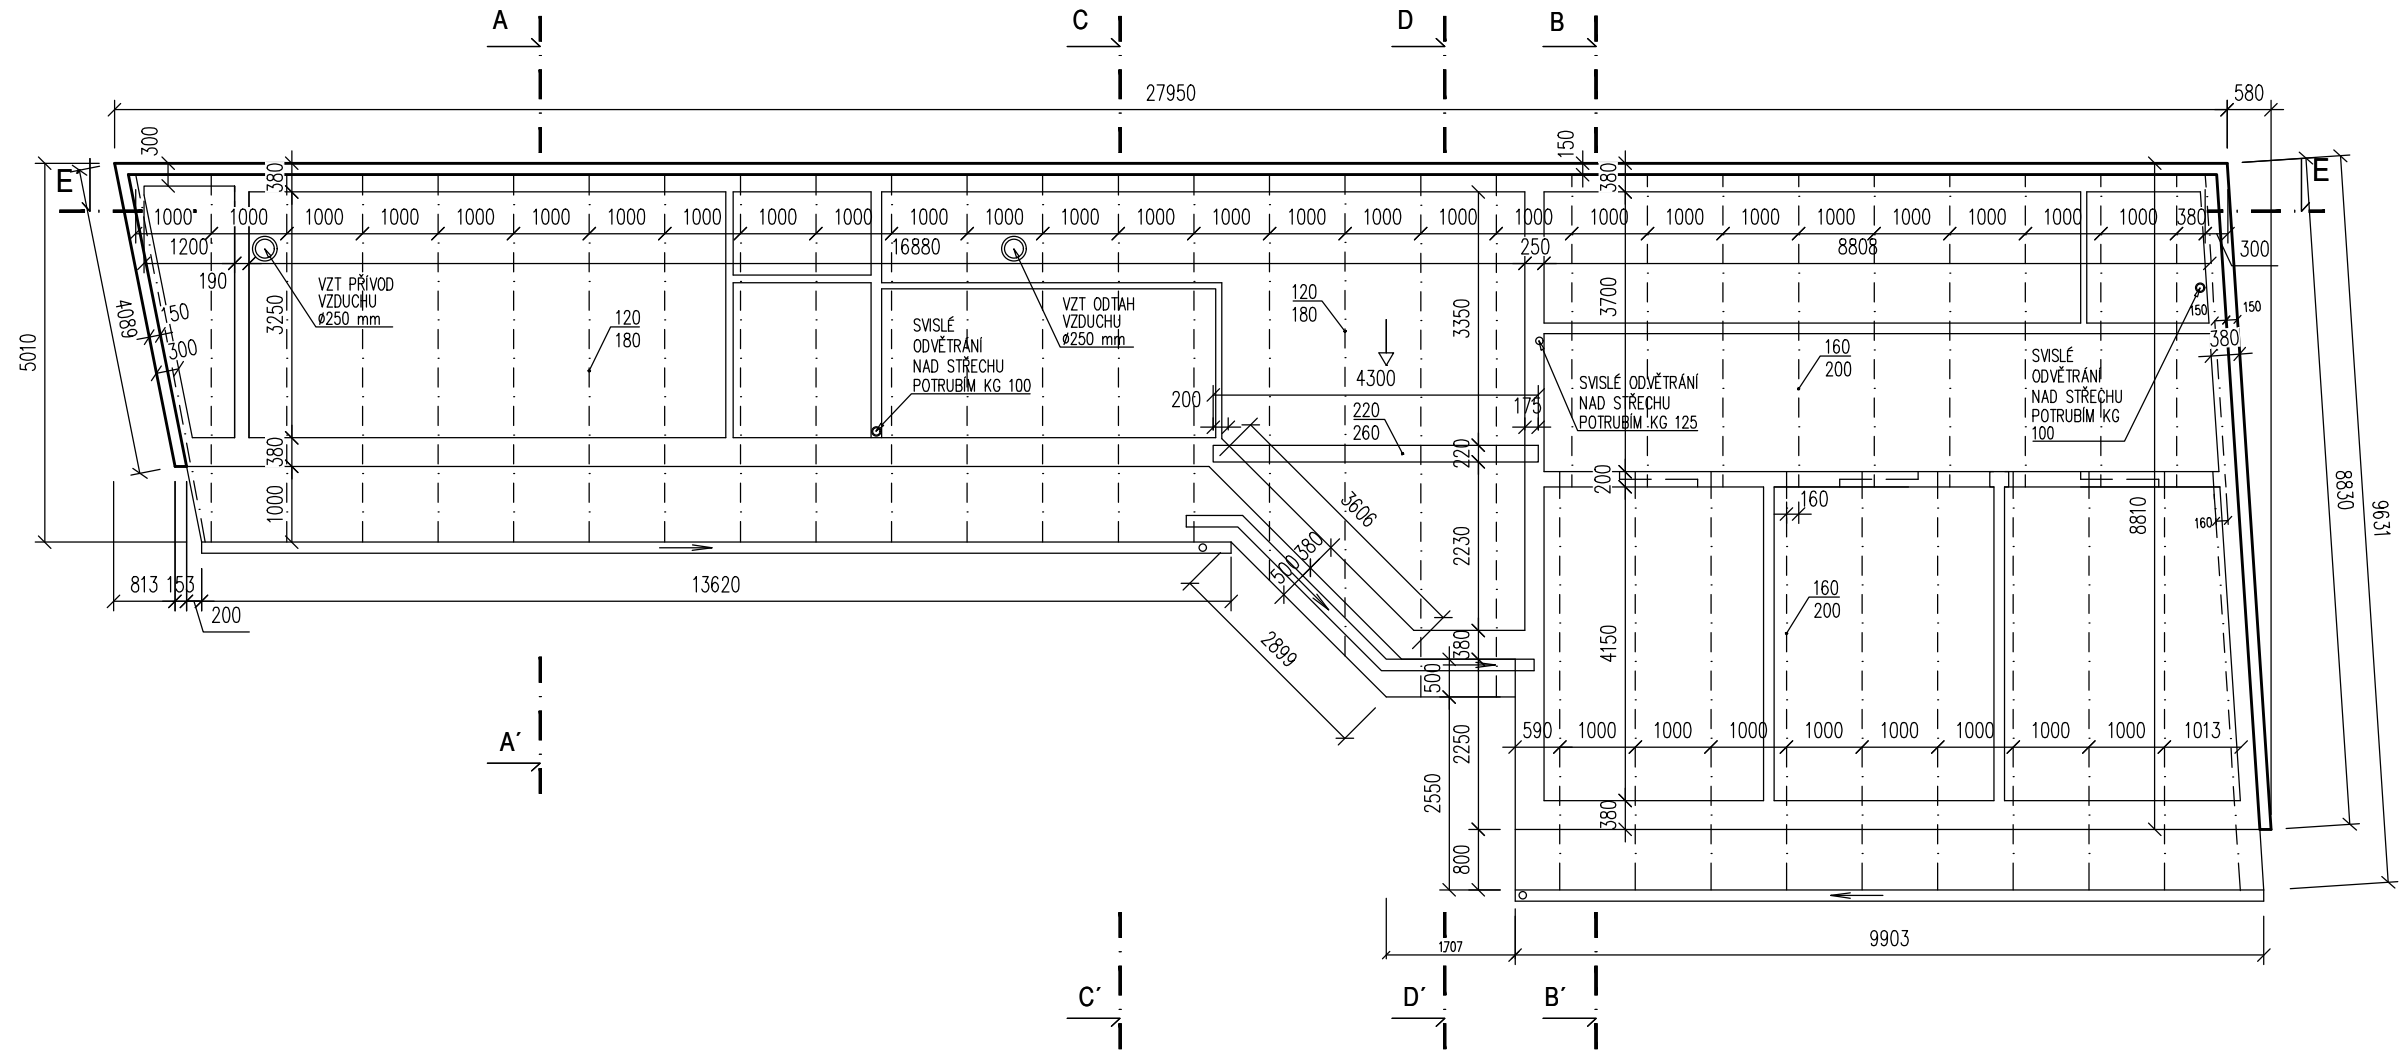 A
C
D
B
27950
580
300
380
150
380
E´
E
1000 1000 1000 1000 1000 1000 1000 1000 1000 1000 1000 1000 1000 1000 1000 1000 1000 1000 1000 1000 1000 1000 1000 1000 1000 1000 1000 380
1200
190
16880
250
8808
300
VZT PŘÍVOD
VZDUCHU
ø250 mm
VZT ODTAH
VZDUCHU
ø250 mm
120
180
120
180
3250
3350
3700
4089
150
300
5010
SVISLÉ
ODVĚTRÁNÍ
NAD STŘECHU
POTRUBÍM KG 100
4300
200
175
220
260
220
SVISLÉ ODVĚTRÁNÍ
NAD STŘECHU
POTRUBÍM KG 125
160
200
SVISLÉ
ODVĚTRÁNÍ
NAD STŘECHU
POTRUBÍM KG
100
150
150
380
380
1000
200
160
160
8810
8830
9631
3606
380
500
2230
813
153
13620
200
2899
160
200
4150
380
500
590 1000 1000 1000 1000 1000 1000 1000 1000 1013
2250
2550
380
800
A´
1707
9903
C´
D´
B´